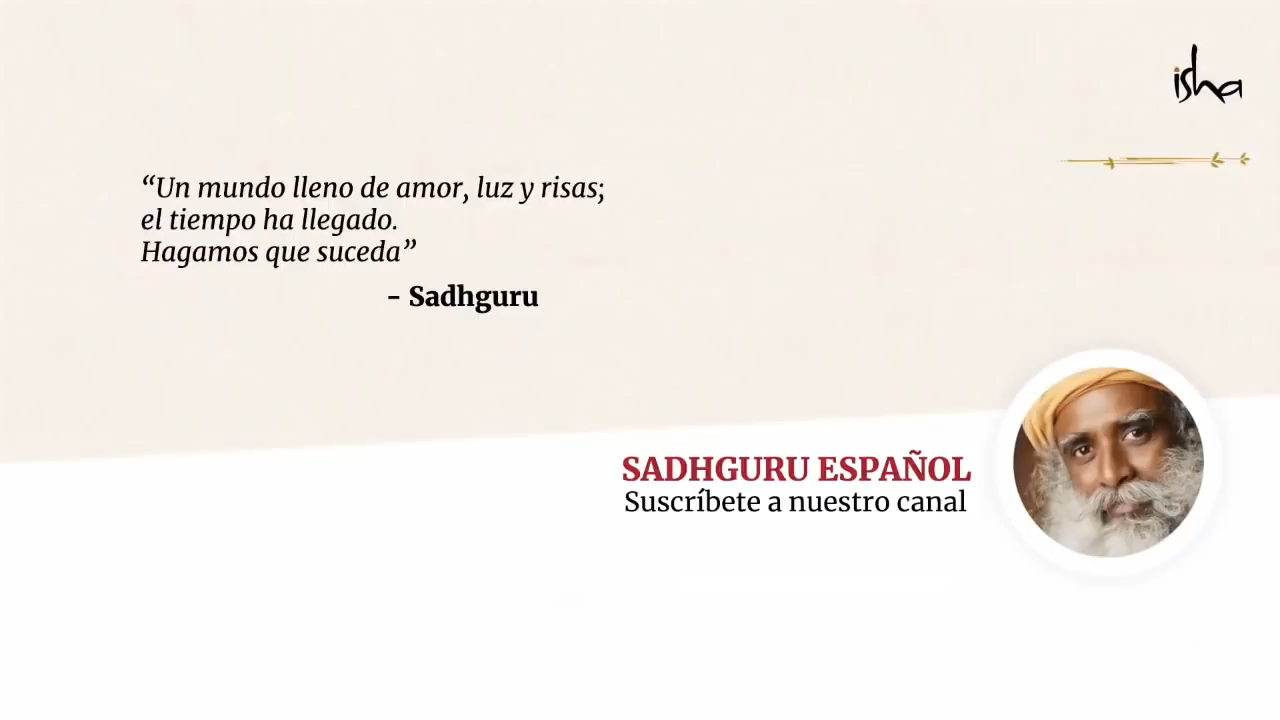 isha
“Un mundo lleno de amor, luz y risas;
el tiempo ha llegado.
Hagamos que suceda”
- Sadhguru
SADHGURU ESPAÑOL
Suscríbete a nuestro canal